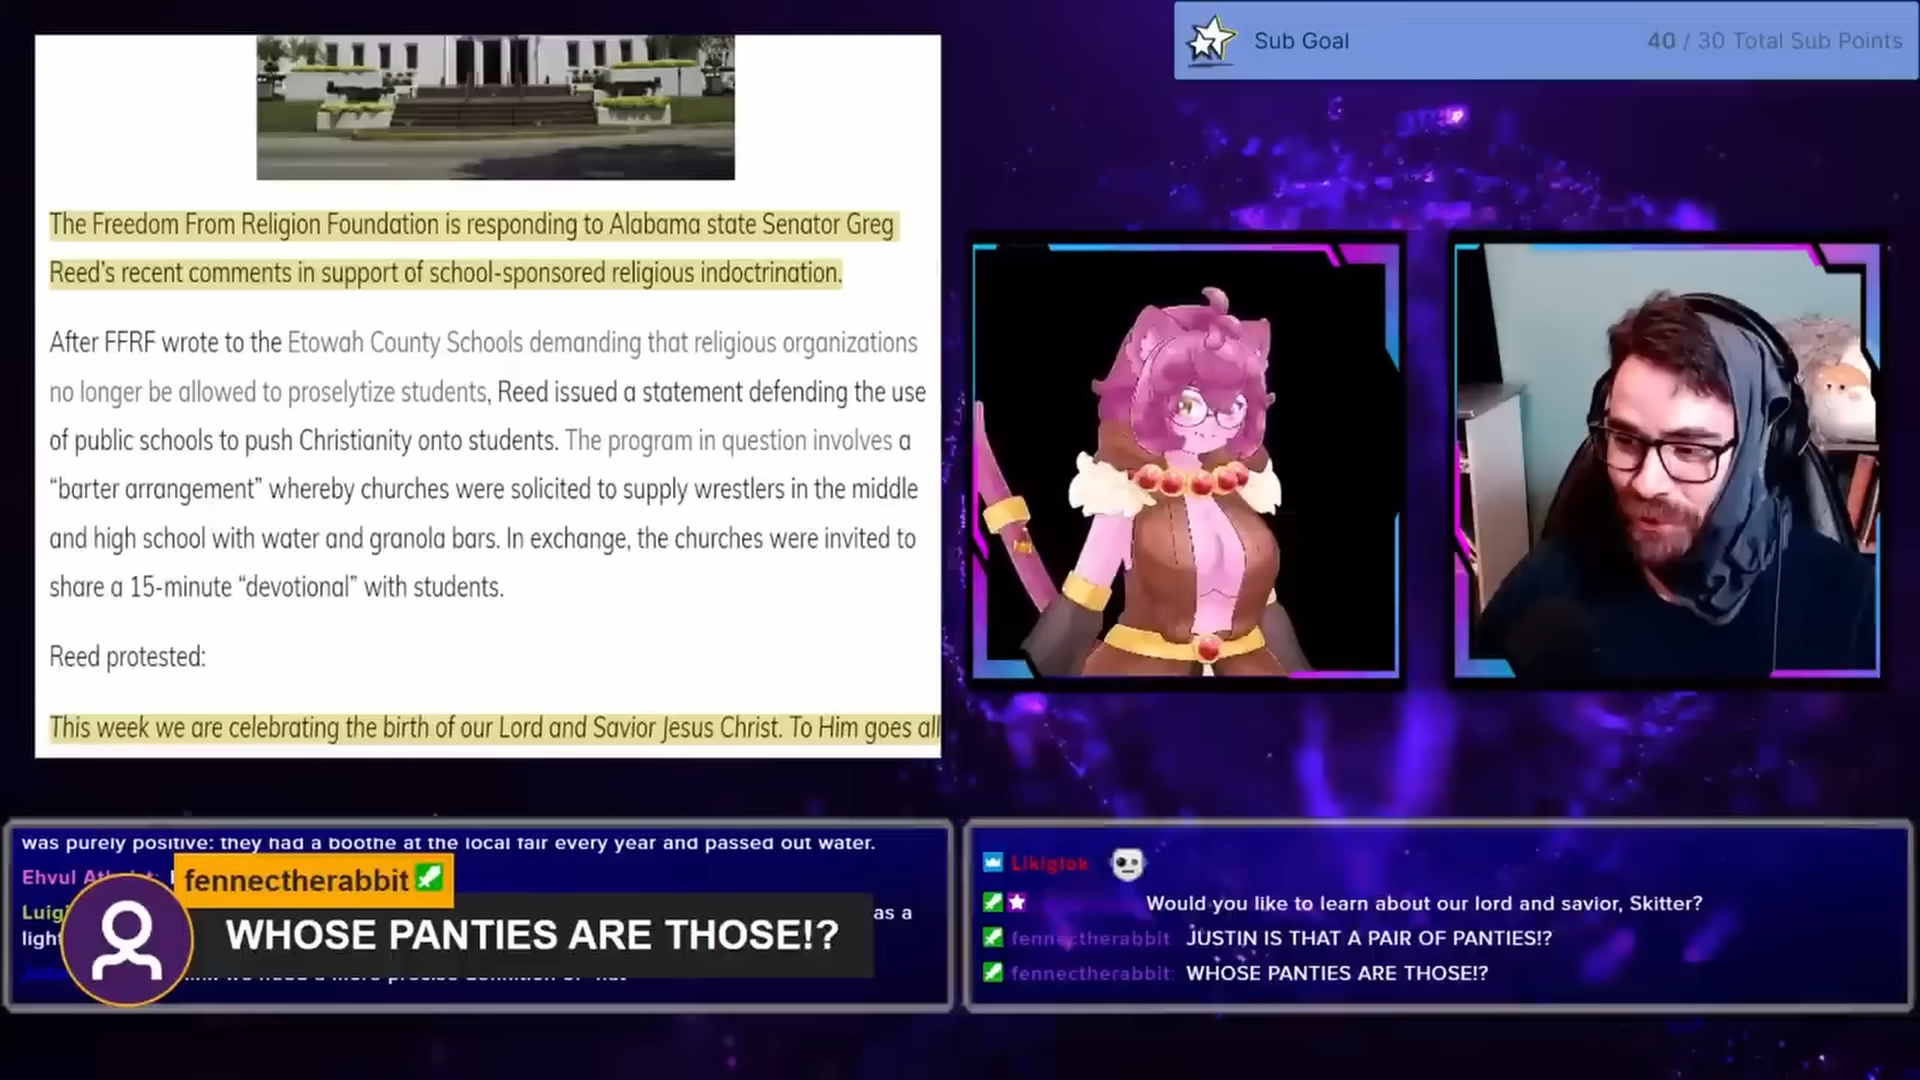 Sub Goal
40 / 30 Total Sub Points
The Freedom From Religion Foundation is responding to Alabama state Senator Greg
Reed's recent comments in support of school-sponsored religious indoctrination.
After FFRF wrote to the Etowah County Schools demanding that religious organizations
no longer be allowed to proselytize students, Reed issued a statement defending the use
of public schools to push Christianity onto students. The program in question involves a
“barter arrangement” whereby churches were solicited to supply wrestlers in the middle
and high school with water and granola bars. In exchange, the churches were invited to
share a 15-minute “devotional” with students.
Reed protested:
This week we are celebrating the birth of our Lord and Savior Jesus Christ. To Him goes all
was purely positive: they had a boothe at the local fair every year and passed out water.
Ehvul
fennectherabbit
Luigi
as a
light
WHOSE PANTIES ARE THOSE!?
Likiglok
Would you like to learn about our lord and savior, Skitter?
fennectherabbit JUSTIN IS THAT A PAIR OF PANTIES!?
fennectherabbit: WHOSE PANTIES ARE THOSE!?